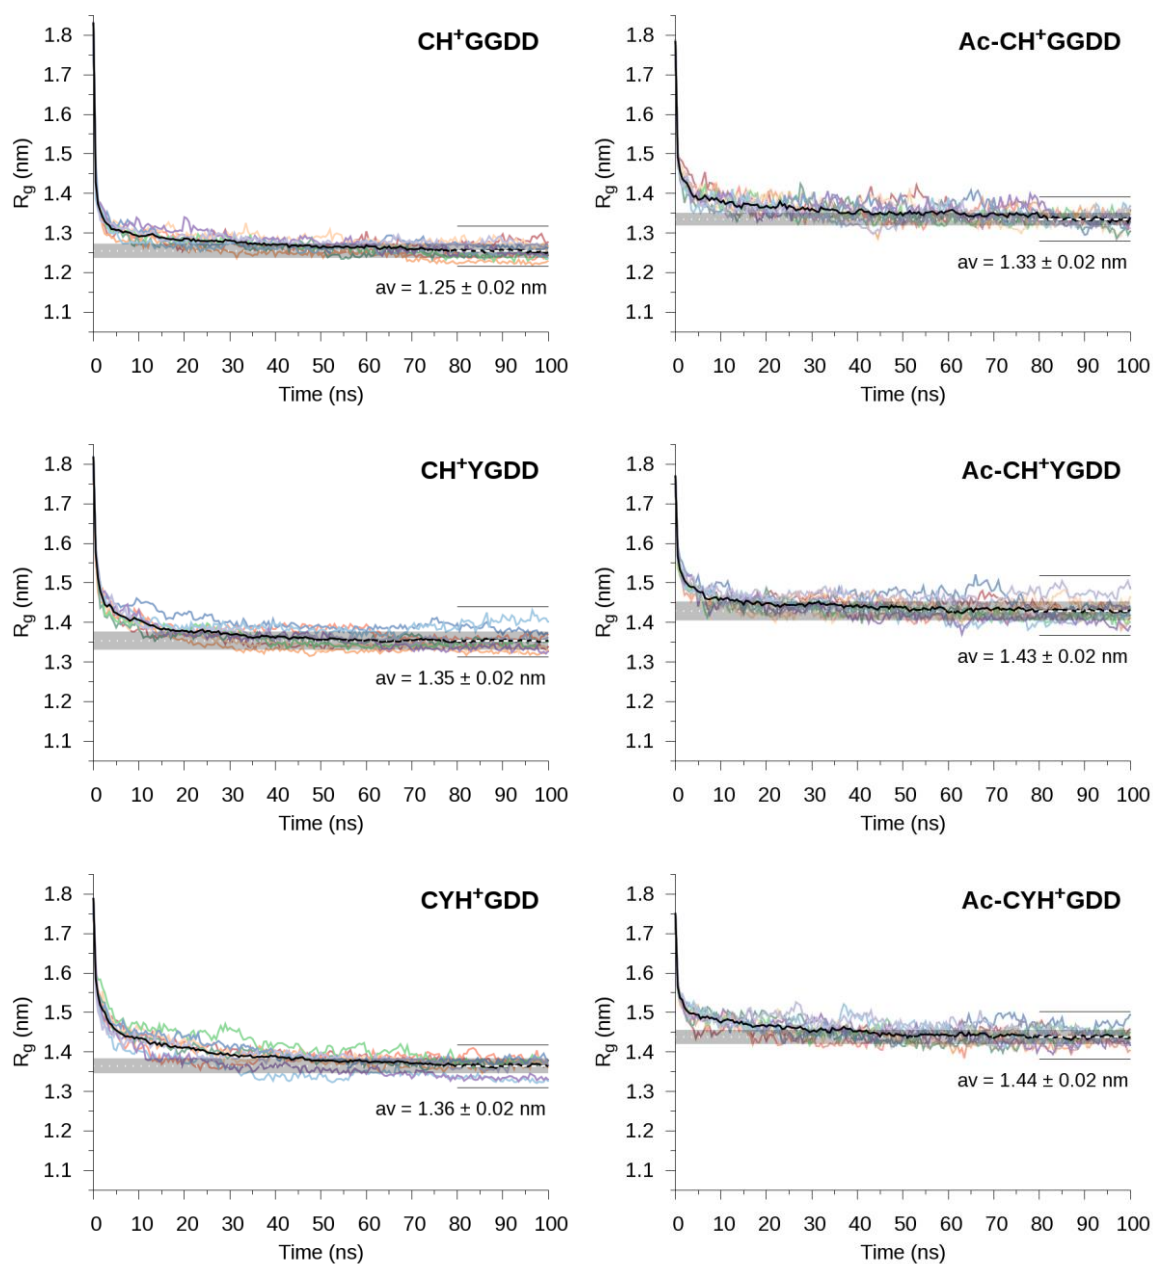 CH⁺GGDD
1.8
1.7
1.6
1.5
1.4
1.3
1.2
1.1
Rg (nm)
av = 1.25 ± 0.02 nm
0 10 20 30 40 50 60 70 80 90 100
Time (ns)
Ac-CH⁺GGDD
1.8
1.7
1.6
1.5
1.4
1.3
1.2
1.1
Rg (nm)
av = 1.33 ± 0.02 nm
0 10 20 30 40 50 60 70 80 90 100
Time (ns)
CH⁺YGDD
1.8
1.7
1.6
1.5
1.4
1.3
1.2
1.1
Rg (nm)
av = 1.35 ± 0.02 nm
0 10 20 30 40 50 60 70 80 90 100
Time (ns)
Ac-CH⁺YGDD
1.8
1.7
1.6
1.5
1.4
1.3
1.2
1.1
Rg (nm)
av = 1.43 ± 0.02 nm
0 10 20 30 40 50 60 70 80 90 100
Time (ns)
CYH⁺GDD
1.8
1.7
1.6
1.5
1.4
1.3
1.2
1.1
Rg (nm)
av = 1.36 ± 0.02 nm
0 10 20 30 40 50 60 70 80 90 100
Time (ns)
Ac-CYH⁺GDD
1.8
1.7
1.6
1.5
1.4
1.3
1.2
1.1
Rg (nm)
av = 1.44 ± 0.02 nm
0 10 20 30 40 50 60 70 80 90 100
Time (ns)